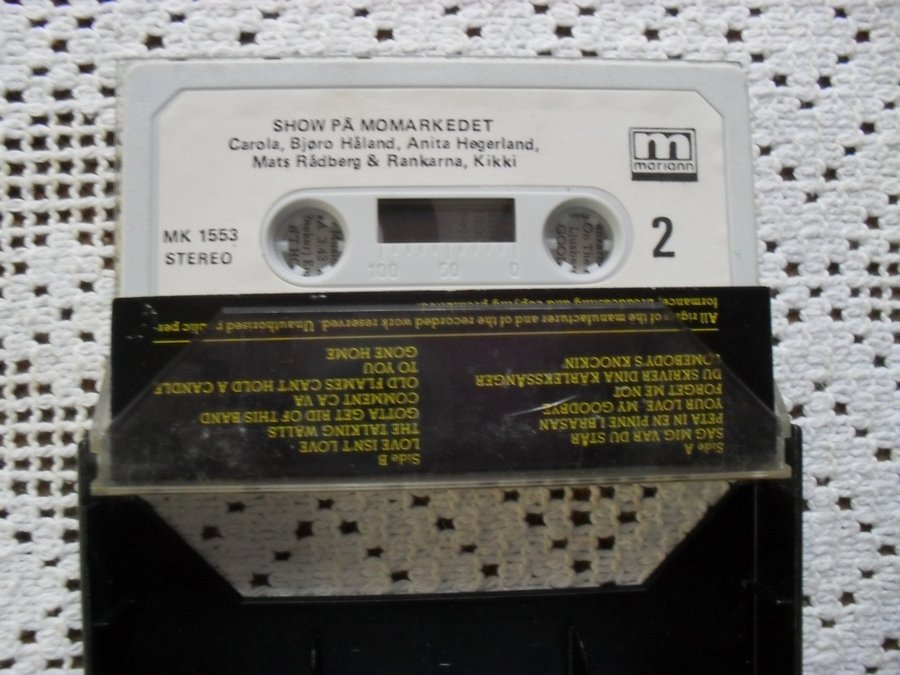 SHOW PÅ MOMARKEDET
Carola, Bjøro Håland, Anita Hegerland,
Mats Rådberg & Rankarna, Kikki
m
mariann
MK 1553
STEREO
2
100 50 0
Side A
SÄG MIG VAR DU STÅR
PETA IN EN PINNE I BRASAN
YOUR LOVE, MY GOODBYE
FORGET ME NOT
DU SKRIVER DINA KÄRLEKSSÅNGER
SOMEBODY'S KNOCKIN'
Side B
LOVE ISN'T LOVE
THE TALKING WALLS
GOTTA GET RID OF THIS BAND
COMMENT CA VA
OLD FLAMES CAN'T HOLD A CANDLE
TO YOU
GONE HOME
All rights of the manufacturer and of the recorded work reserved. Unauthorised public per-
formance, broadcasting and copying prohibited.